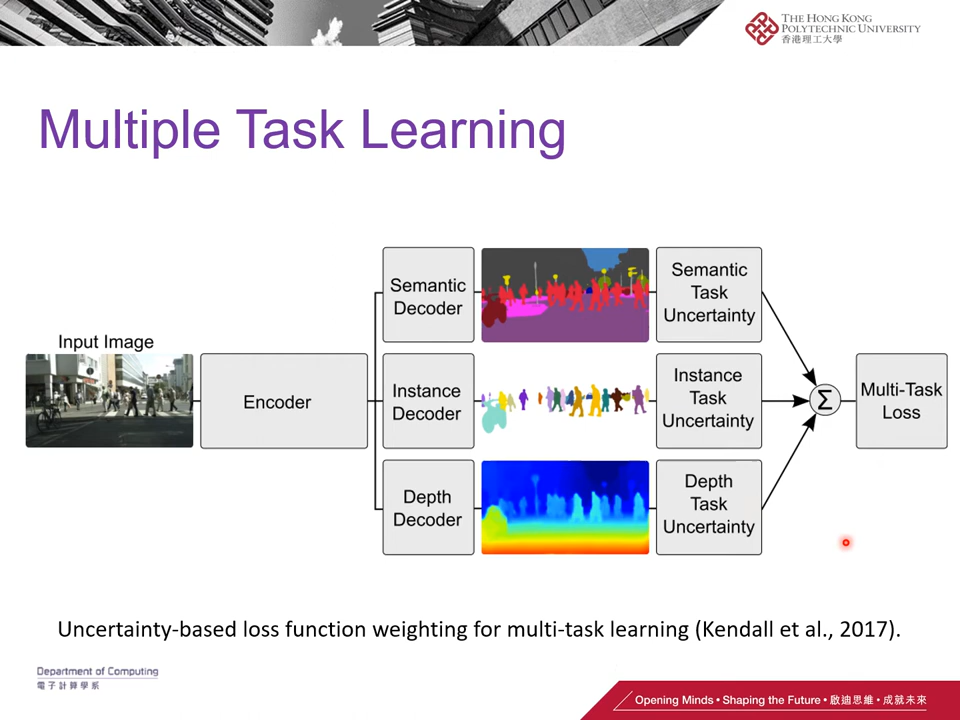 THE HONG KONG
POLYTECHNIC UNIVERSITY
香港理工大學
Multiple Task Learning
Input Image
Encoder
Semantic
Decoder
Semantic
Task
Uncertainty
Instance
Decoder
Instance
Task
Uncertainty
Depth
Decoder
Depth
Task
Uncertainty
Σ
Multi-Task
Loss
Uncertainty-based loss function weighting for multi-task learning (Kendall et al., 2017).
Department of Computing
電子計算學系
Opening Minds • Shaping the Future • 啟迪思維 • 成就未來